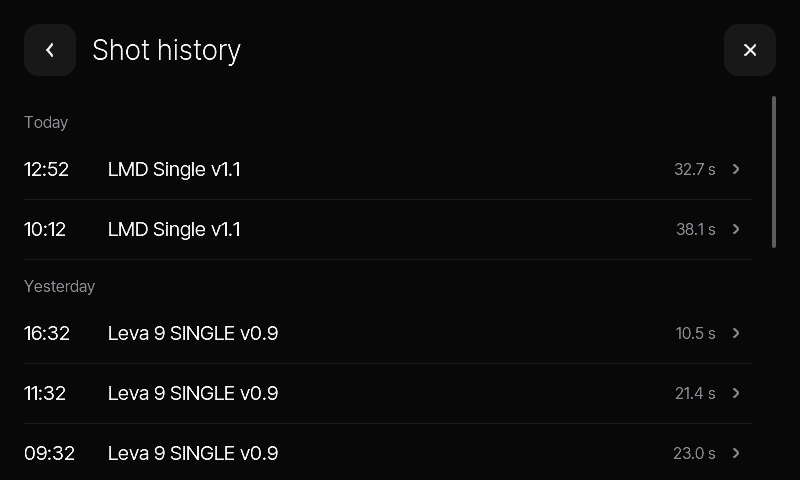 Shot history
Today
12:52 LMD Single v1.1 32.7 s
10:12 LMD Single v1.1 38.1 s
Yesterday
16:32 Leva 9 SINGLE v0.9 10.5 s
11:32 Leva 9 SINGLE v0.9 21.4 s
09:32 Leva 9 SINGLE v0.9 23.0 s